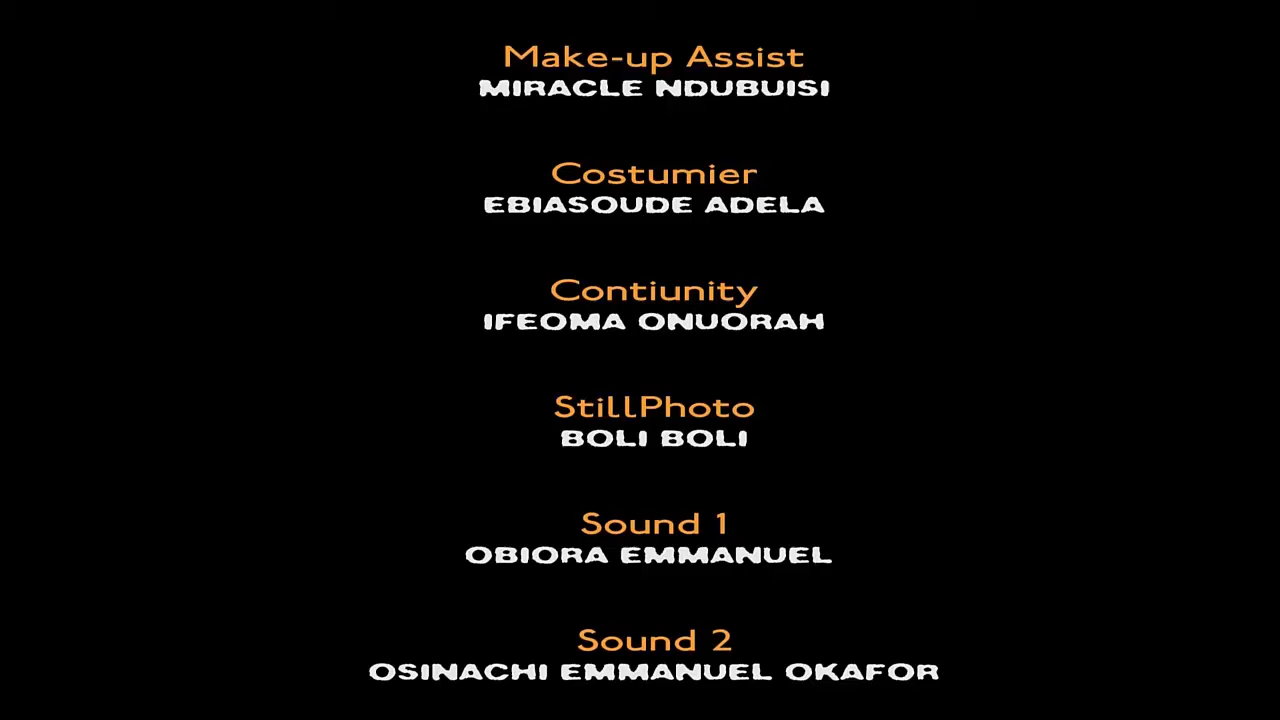 Make-up Assist
MIRACLE NDUBUISI
Costumier
EBIASOUDE ADELA
Contiunity
IFEOMA ONUORAH
StillPhoto
BOLI BOLI
Sound 1
OBIORA EMMANUEL
Sound 2
OSINACHI EMMANUEL OKAFOR